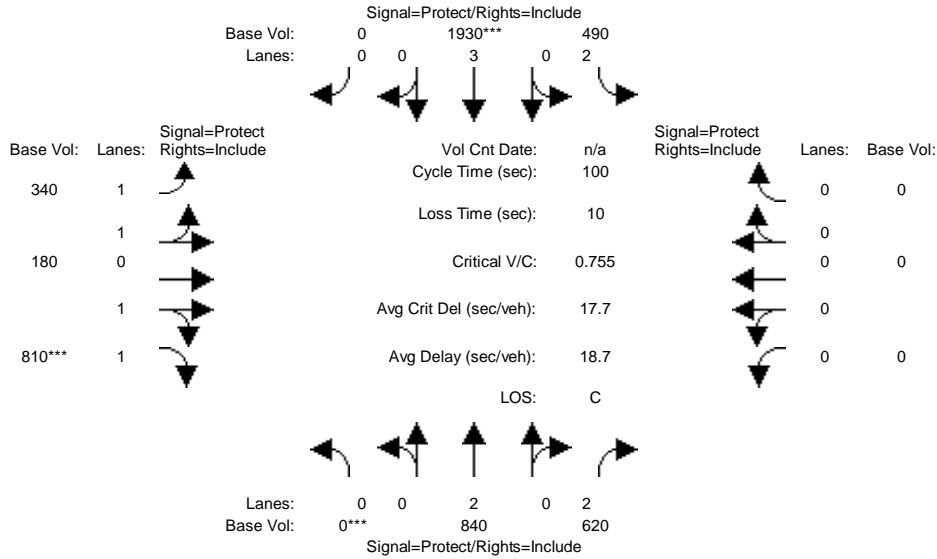 Signal=Protect/Rights=Include
Base Vol: 0 1930*** 490
Lanes: 0 0 3 0 2
Signal=Protect Signal=Protect
Base Vol: Lanes: Rights=Include Vol Cnt Date: n/a Rights=Include Lanes: Base Vol:
Cycle Time (sec): 100
340 1 0 0
Loss Time (sec): 10
1 0
180 0 Critical V/C: 0.755 0 0
1 Avg Crit Del (sec/veh): 17.7 0
810*** 1 Avg Delay (sec/veh): 18.7 0 0
LOS: C
Lanes: 0 0 2 0 2
Base Vol: 0*** 840 620
Signal=Protect/Rights=Include